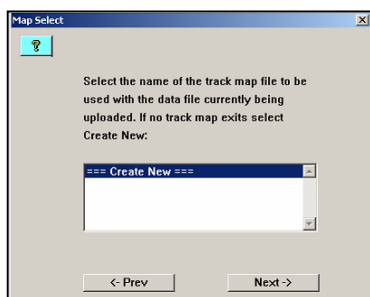 Map Select
?
Select the name of the track map file to be
used with the data file currently being
uploaded. If no track map exits select
Create New:
=== Create New ===
<- Prev
Next ->